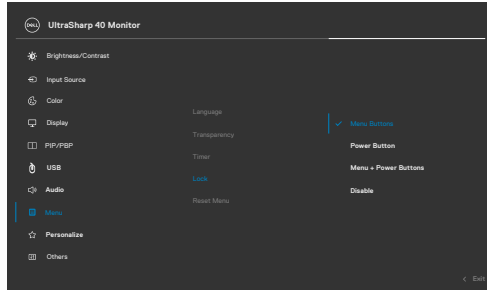 DELL
UltraSharp 40 Monitor
Brightness/Contrast
Input Source
Color
Display
PIP/PBP
USB
Audio
Menu
Personalize
Others
Language
Transparency
Timer
Lock
Reset Menu
Menu Buttons
Power Button
Menu + Power Buttons
Disable
< Exit